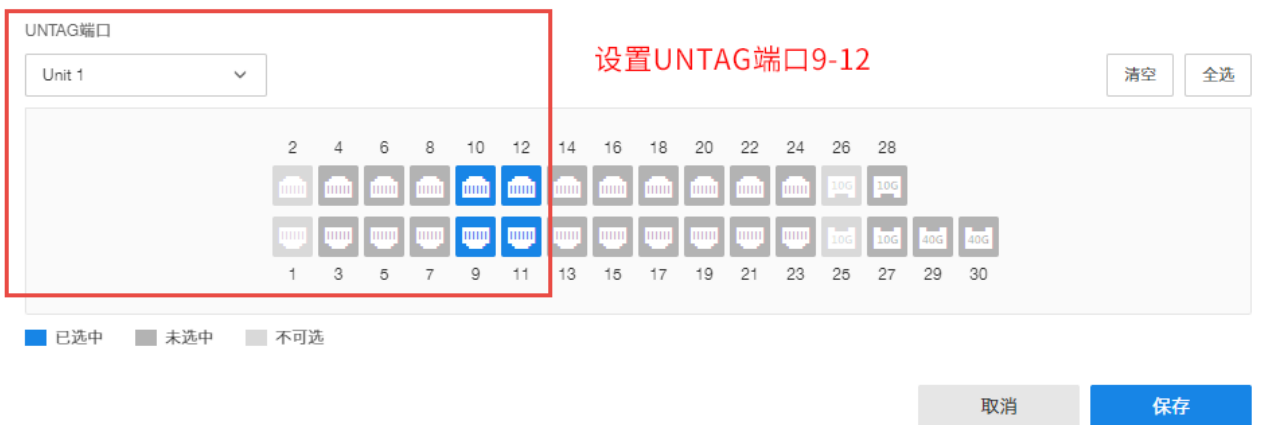 UNTAG端口
设置UNTAG端口9-12
Unit 1
清空
全选
2 4 6 8 10 12 14 16 18 20 22 24 26 28
10G 10G
10G 10G 40G 40G
1 3 5 7 9 11 13 15 17 19 21 23 25 27 29 30
已选中 未选中 不可选
取消
保存